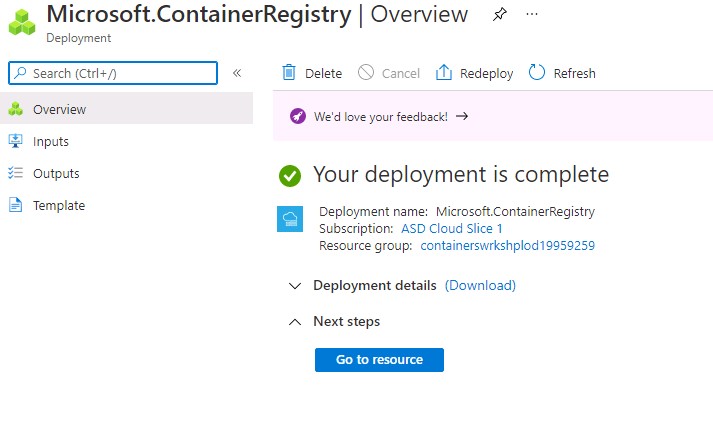 Microsoft.ContainerRegistry | Overview
Deployment
Search (Ctrl+/)
Delete
Cancel
Redeploy
Refresh
Overview
Inputs
Outputs
Template
We'd love your feedback! →
Your deployment is complete
Deployment name: Microsoft.ContainerRegistry
Subscription: ASD Cloud Slice 1
Resource group: containerswrkshplod19959259
Deployment details (Download)
Next steps
Go to resource